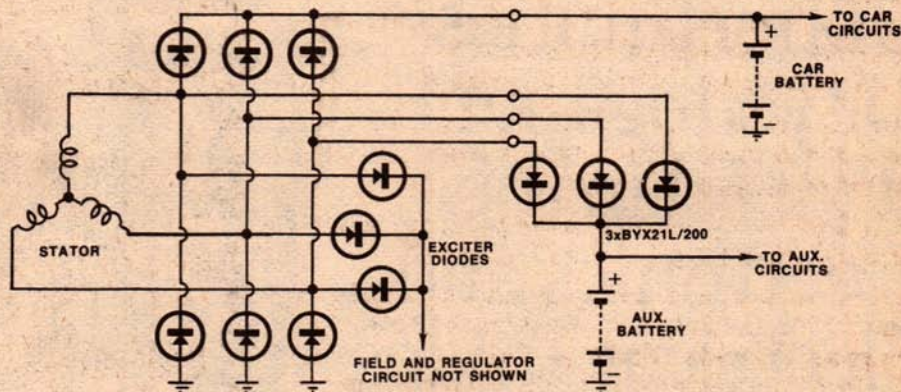 TO CAR
CIRCUITS
+
CAR
BATTERY
−
STATOR
EXCITER
DIODES
3xBYX21L/200
TO AUX.
CIRCUITS
+
AUX.
BATTERY
−
FIELD AND REGULATOR
CIRCUIT NOT SHOWN